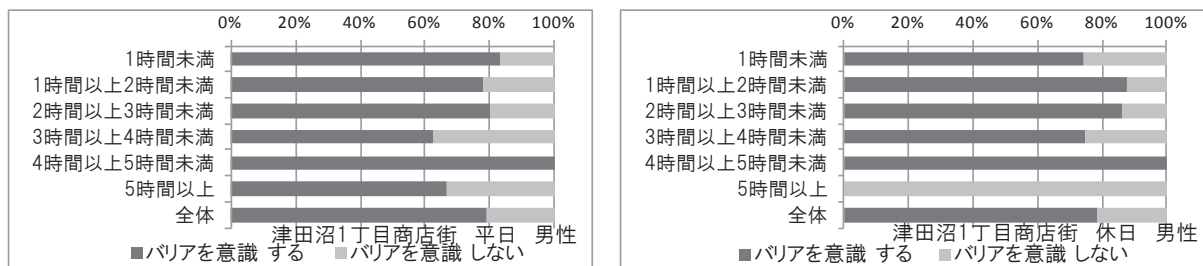 0% 20% 40% 60% 80% 100%
1時間未満
1時間以上2時間未満
2時間以上3時間未満
3時間以上4時間未満
4時間以上5時間未満
5時間以上
全体
津田沼1丁目商店街 平日 男性
バリアを意識 する バリアを意識 しない
0% 20% 40% 60% 80% 100%
1時間未満
1時間以上2時間未満
2時間以上3時間未満
3時間以上4時間未満
4時間以上5時間未満
5時間以上
全体
津田沼1丁目商店街 休日 男性
バリアを意識 する バリアを意識 しない